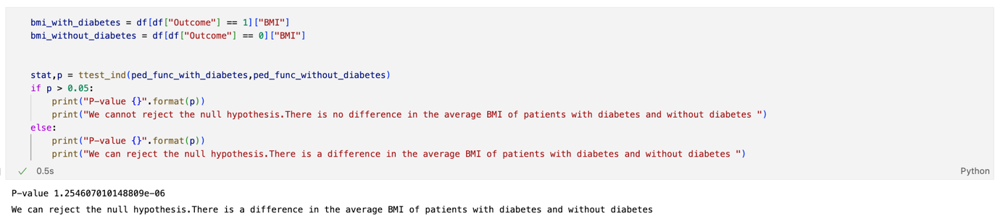 bmi_with_diabetes = df[df["Outcome"] == 1]["BMI"]
bmi_without_diabetes = df[df["Outcome"] == 0]["BMI"]
stat,p = ttest_ind(ped_func_with_diabetes,ped_func_without_diabetes)
if p > 0.05:
    print("P-value {}".format(p))
    print("We cannot reject the null hypothesis.There is no difference in the average BMI of patients with diabetes and without diabetes ")
else:
    print("P-value {}".format(p))
    print("We can reject the null hypothesis.There is a difference in the average BMI of patients with diabetes and without diabetes ")
0.5s Python
P-value 1.254607010148809e-06
We can reject the null hypothesis.There is a difference in the average BMI of patients with diabetes and without diabetes